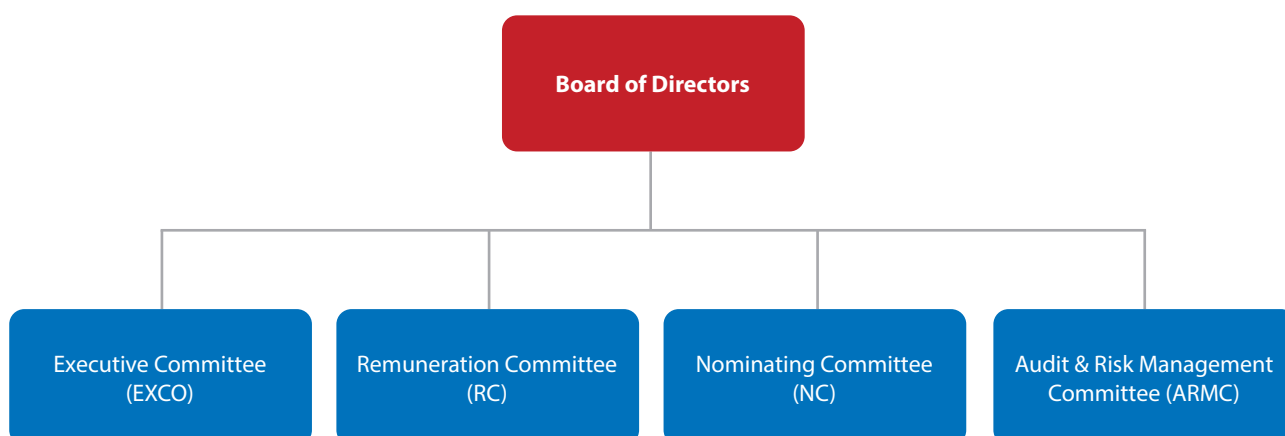 Board of Directors
Executive Committee
(EXCO)
Remuneration Committee
(RC)
Nominating Committee
(NC)
Audit & Risk Management
Committee (ARMC)